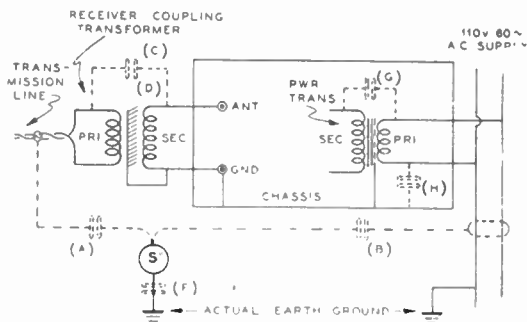 RECEIVER COUPLING
TRANSFORMER
110V 60~
A.C. SUPPLY
(C)
(G)
TRANS
MISSION
LINE
(D)
PWR
TRANS
ANT
PRI
SEC
SEC
PRI
GND
(H)
CHASSIS
(A)
(B)
S
(F)
ACTUAL EARTH GROUND